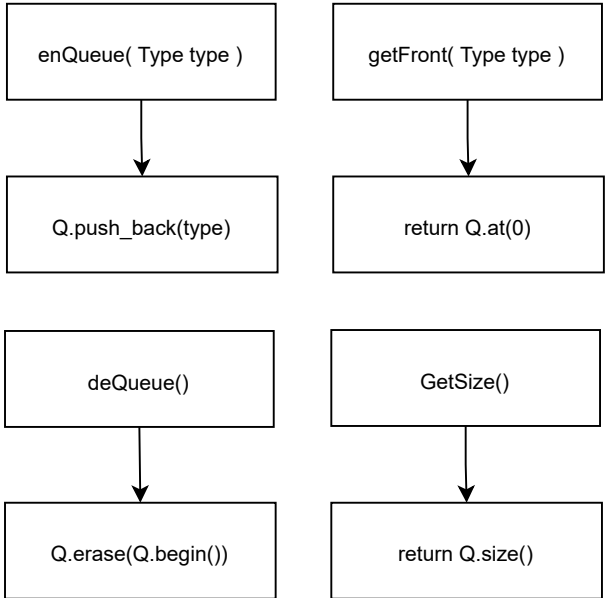 enQueue( Type type )
getFront( Type type )
Q.push_back(type)
return Q.at(0)
deQueue()
GetSize()
Q.erase(Q.begin())
return Q.size()